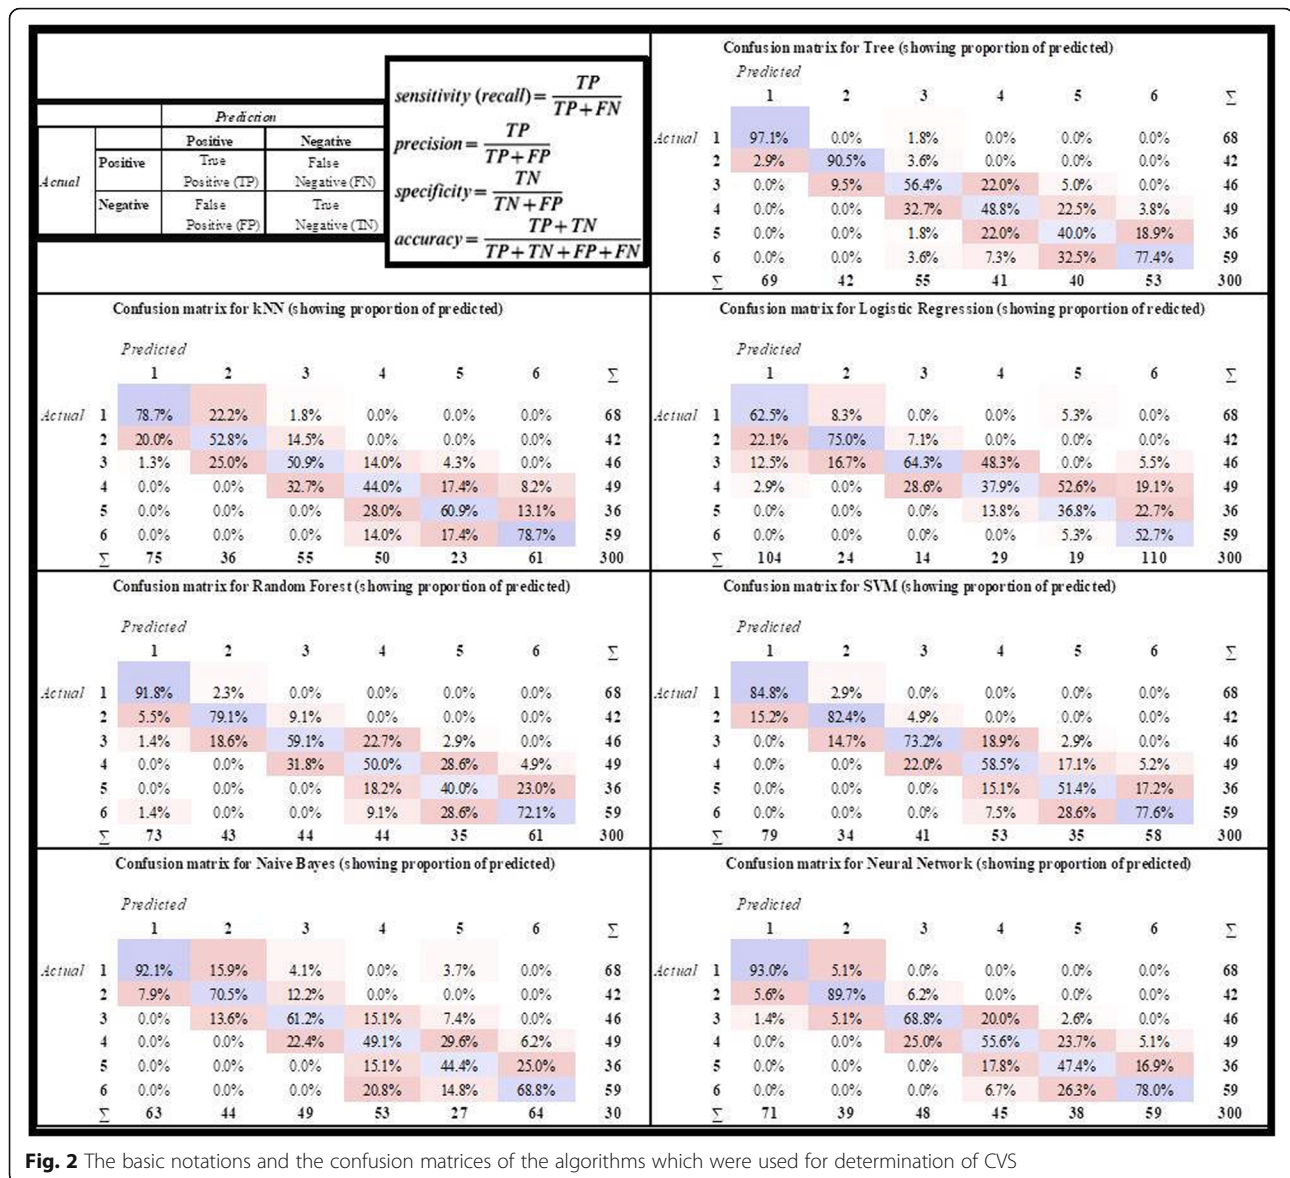 Prediction
Positive Negative
Actual Positive True Positive (TP) False Negative (FN)
Negative False Positive (FP) True Negative (TN)
sensitivity (recall) = TP / TP + FN
precision = TP / TP + FP
specificity = TN / TN + FP
accuracy = TP + TN / TP + TN + FP + FN
Confusion matrix for Tree (showing proportion of predicted)
Predicted
1 2 3 4 5 6 Σ
Actual 1 97.1% 0.0% 1.8% 0.0% 0.0% 0.0% 68
2 2.9% 90.5% 3.6% 0.0% 0.0% 0.0% 42
3 0.0% 9.5% 56.4% 22.0% 5.0% 0.0% 46
4 0.0% 0.0% 32.7% 48.8% 22.5% 3.8% 49
5 0.0% 0.0% 1.8% 22.0% 40.0% 18.9% 36
6 0.0% 0.0% 3.6% 7.3% 32.5% 77.4% 59
Σ 69 42 55 41 40 53 300
Confusion matrix for kNN (showing proportion of predicted)
Predicted
1 2 3 4 5 6 Σ
Actual 1 78.7% 22.2% 1.8% 0.0% 0.0% 0.0% 68
2 20.0% 52.8% 14.5% 0.0% 0.0% 0.0% 42
3 1.3% 25.0% 50.9% 14.0% 4.3% 0.0% 46
4 0.0% 0.0% 32.7% 44.0% 17.4% 8.2% 49
5 0.0% 0.0% 0.0% 28.0% 60.9% 13.1% 36
6 0.0% 0.0% 0.0% 14.0% 17.4% 78.7% 59
Σ 75 36 55 50 23 61 300
Confusion matrix for Logistic Regression (showing proportion of redicted)
Predicted
1 2 3 4 5 6 Σ
Actual 1 62.5% 8.3% 0.0% 0.0% 5.3% 0.0% 68
2 22.1% 75.0% 7.1% 0.0% 0.0% 0.0% 42
3 12.5% 16.7% 64.3% 48.3% 0.0% 5.5% 46
4 2.9% 0.0% 28.6% 37.9% 52.6% 19.1% 49
5 0.0% 0.0% 0.0% 13.8% 36.8% 22.7% 36
6 0.0% 0.0% 0.0% 0.0% 5.3% 52.7% 59
Σ 104 24 14 29 19 110 300
Confusion matrix for Random Forest (showing proportion of predicted)
Predicted
1 2 3 4 5 6 Σ
Actual 1 91.8% 2.3% 0.0% 0.0% 0.0% 0.0% 68
2 5.5% 79.1% 9.1% 0.0% 0.0% 0.0% 42
3 1.4% 18.6% 59.1% 22.7% 2.9% 0.0% 46
4 0.0% 0.0% 31.8% 50.0% 28.6% 4.9% 49
5 0.0% 0.0% 0.0% 18.2% 40.0% 23.0% 36
6 1.4% 0.0% 0.0% 9.1% 28.6% 72.1% 59
Σ 73 43 44 44 35 61 300
Confusion matrix for SVM (showing proportion of predicted)
Predicted
1 2 3 4 5 6 Σ
Actual 1 84.8% 2.9% 0.0% 0.0% 0.0% 0.0% 68
2 15.2% 82.4% 4.9% 0.0% 0.0% 0.0% 42
3 0.0% 14.7% 73.2% 18.9% 2.9% 0.0% 46
4 0.0% 0.0% 22.0% 58.5% 17.1% 5.2% 49
5 0.0% 0.0% 0.0% 15.1% 51.4% 17.2% 36
6 0.0% 0.0% 0.0% 7.5% 28.6% 77.6% 59
Σ 79 34 41 53 35 58 300
Confusion matrix for Naive Bayes (showing proportion of predicted)
Predicted
1 2 3 4 5 6 Σ
Actual 1 92.1% 15.9% 4.1% 0.0% 3.7% 0.0% 68
2 7.9% 70.5% 12.2% 0.0% 0.0% 0.0% 42
3 0.0% 13.6% 61.2% 15.1% 7.4% 0.0% 46
4 0.0% 0.0% 22.4% 49.1% 29.6% 6.2% 49
5 0.0% 0.0% 0.0% 15.1% 44.4% 25.0% 36
6 0.0% 0.0% 0.0% 20.8% 14.8% 68.8% 59
Σ 63 44 49 53 27 64 30
Confusion matrix for Neural Network (showing proportion of predicted)
Predicted
1 2 3 4 5 6 Σ
Actual 1 93.0% 5.1% 0.0% 0.0% 0.0% 0.0% 68
2 5.6% 89.7% 6.2% 0.0% 0.0% 0.0% 42
3 1.4% 5.1% 68.8% 20.0% 2.6% 0.0% 46
4 0.0% 0.0% 25.0% 55.6% 23.7% 5.1% 49
5 0.0% 0.0% 0.0% 17.8% 47.4% 16.9% 36
6 0.0% 0.0% 0.0% 6.7% 26.3% 78.0% 59
Σ 71 39 48 45 38 59 300
Fig. 2 The basic notations and the confusion matrices of the algorithms which were used for determination of CVS